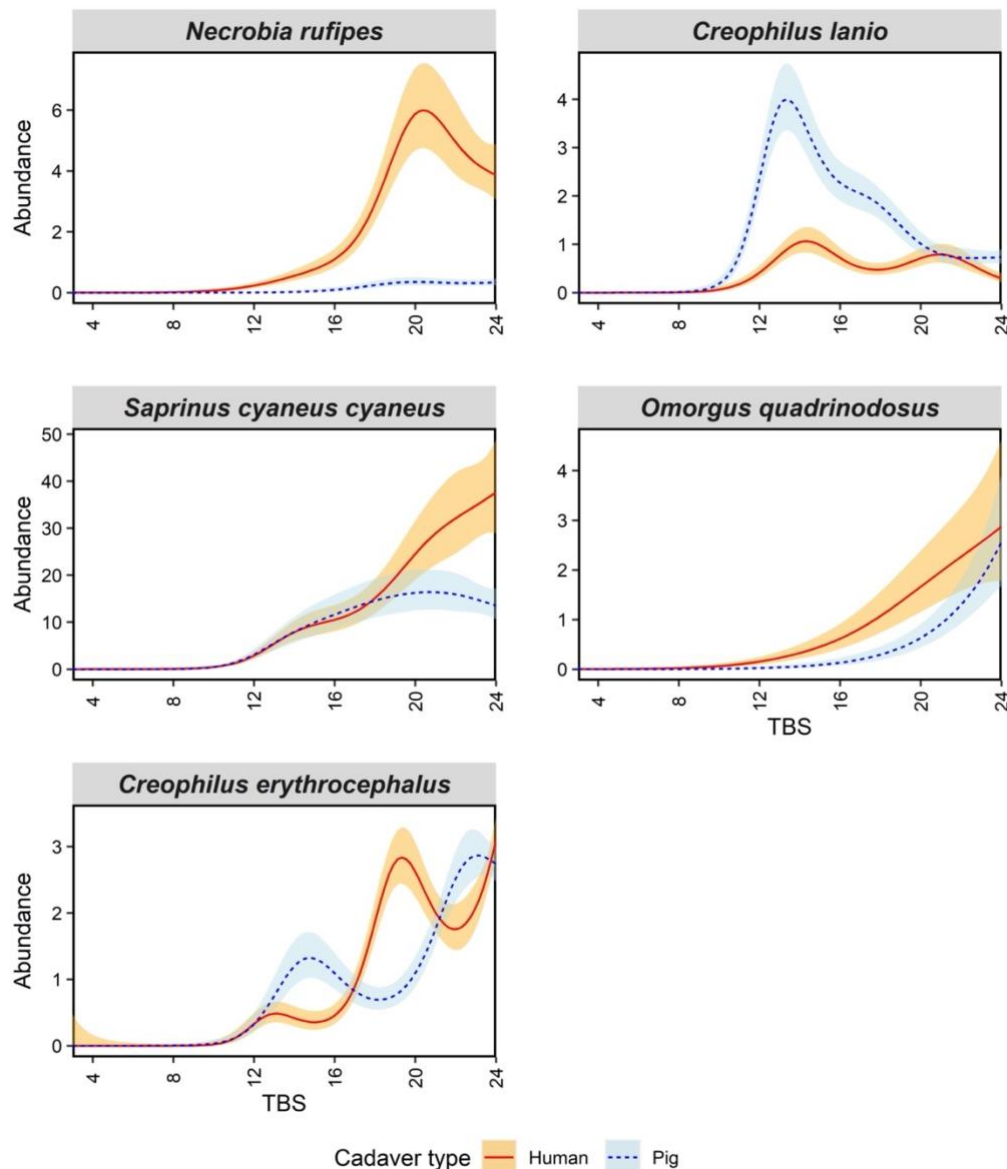 Necrobia rufipes
Creophilus lanio
Abundance
6
4
2
0
4
3
2
1
0
4 8 12 16 20 24
4 8 12 16 20 24
Saprinus cyaneus cyaneus
Omorgus quadrinodosus
Abundance
50
40
30
20
10
0
4
3
2
1
0
4 8 12 16 20 24
4 8 12 16 20 24
TBS
Creophilus erythrocephalus
Abundance
3
2
1
0
4 8 12 16 20 24
TBS
Cadaver type Human Pig